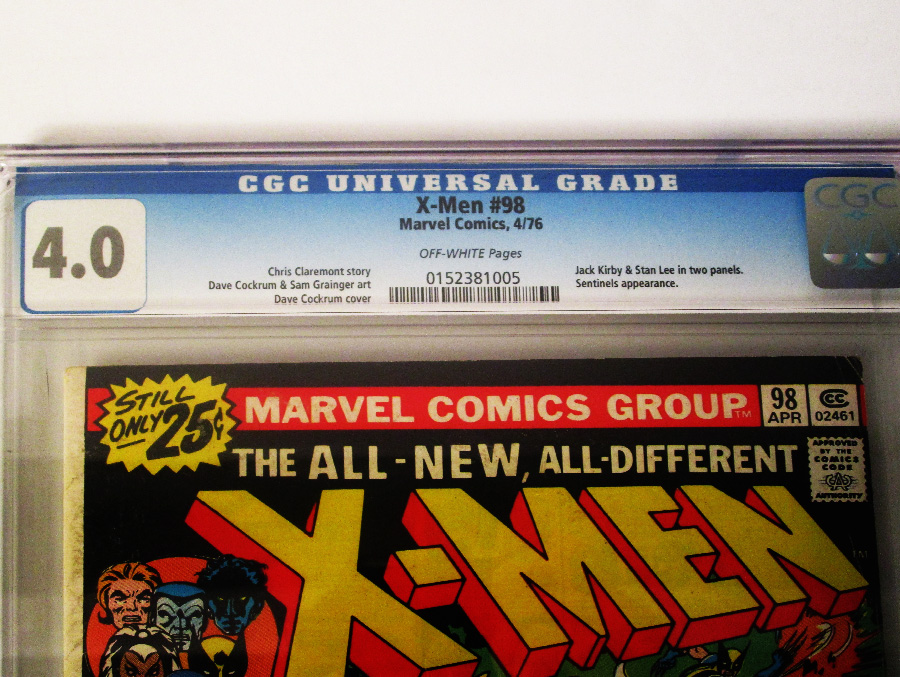 CGC UNIVERSAL GRADE
4.0
X-Men #98
Marvel Comics, 4/76
OFF-WHITE Pages
Chris Claremont story
Dave Cockrum & Sam Grainger art
Dave Cockrum cover
0152381005
Jack Kirby & Stan Lee in two panels.
Sentinels appearance.
CGC
STILL
ONLY 25¢
MARVEL COMICS GROUP TM
98
APR
CC
02461
THE ALL-NEW, ALL-DIFFERENT
APPROVED
BY THE
COMICS
CODE
AUTHORITY
X-MEN
TM